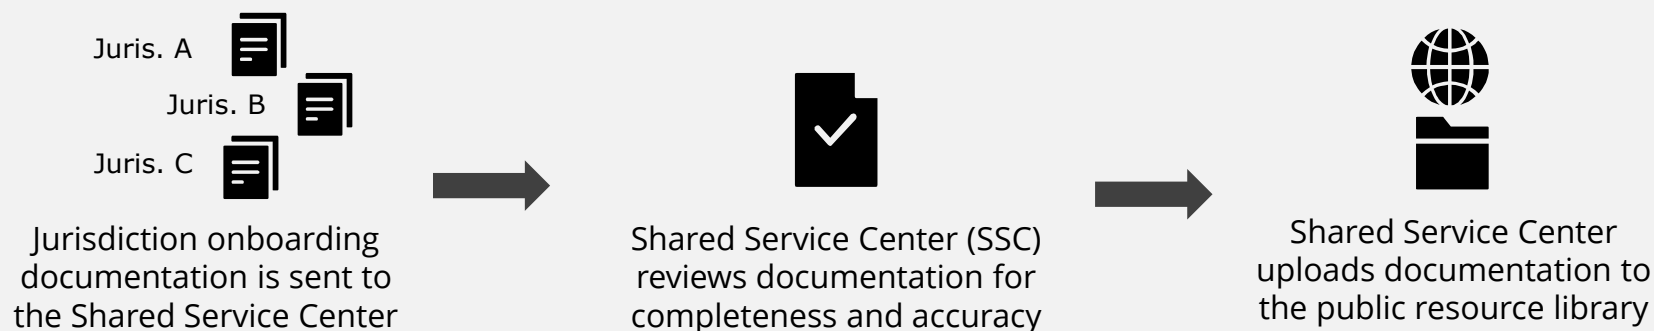 Juris. A
Juris. B
Juris. C
Jurisdiction onboarding
documentation is sent to
the Shared Service Center
Shared Service Center (SSC)
reviews documentation for
completeness and accuracy
Shared Service Center
uploads documentation to
the public resource library